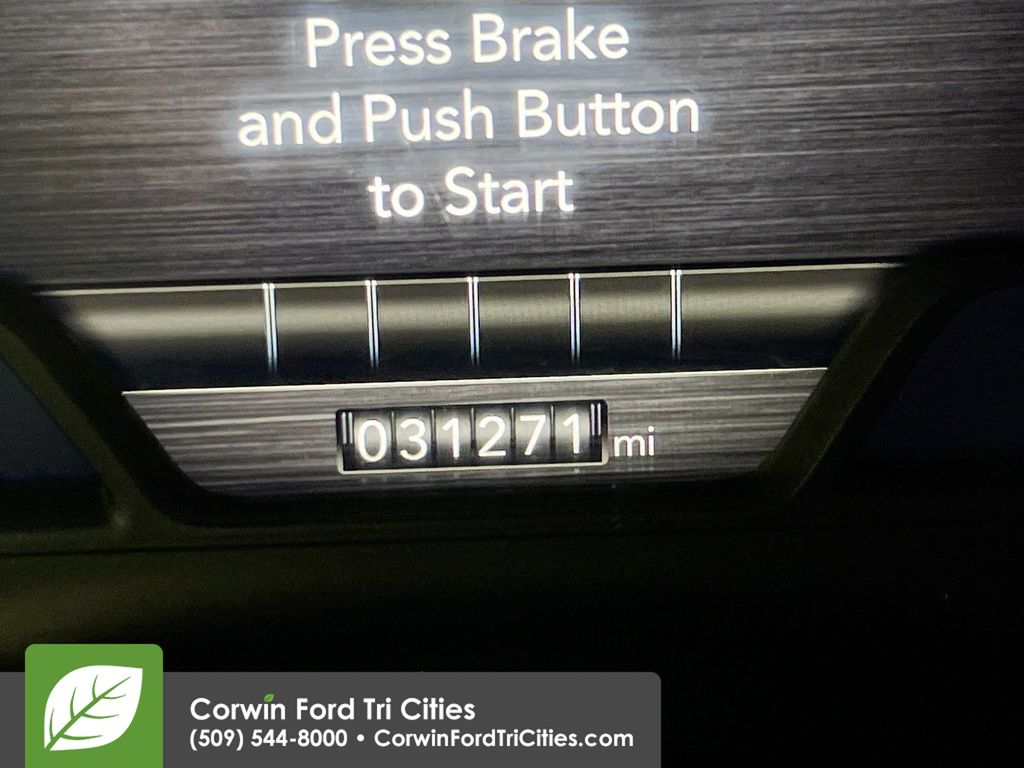 Press Brake
and Push Button
to Start
031271 mi
Corwin Ford Tri Cities
(509) 544-8000 • CorwinFordTriCities.com